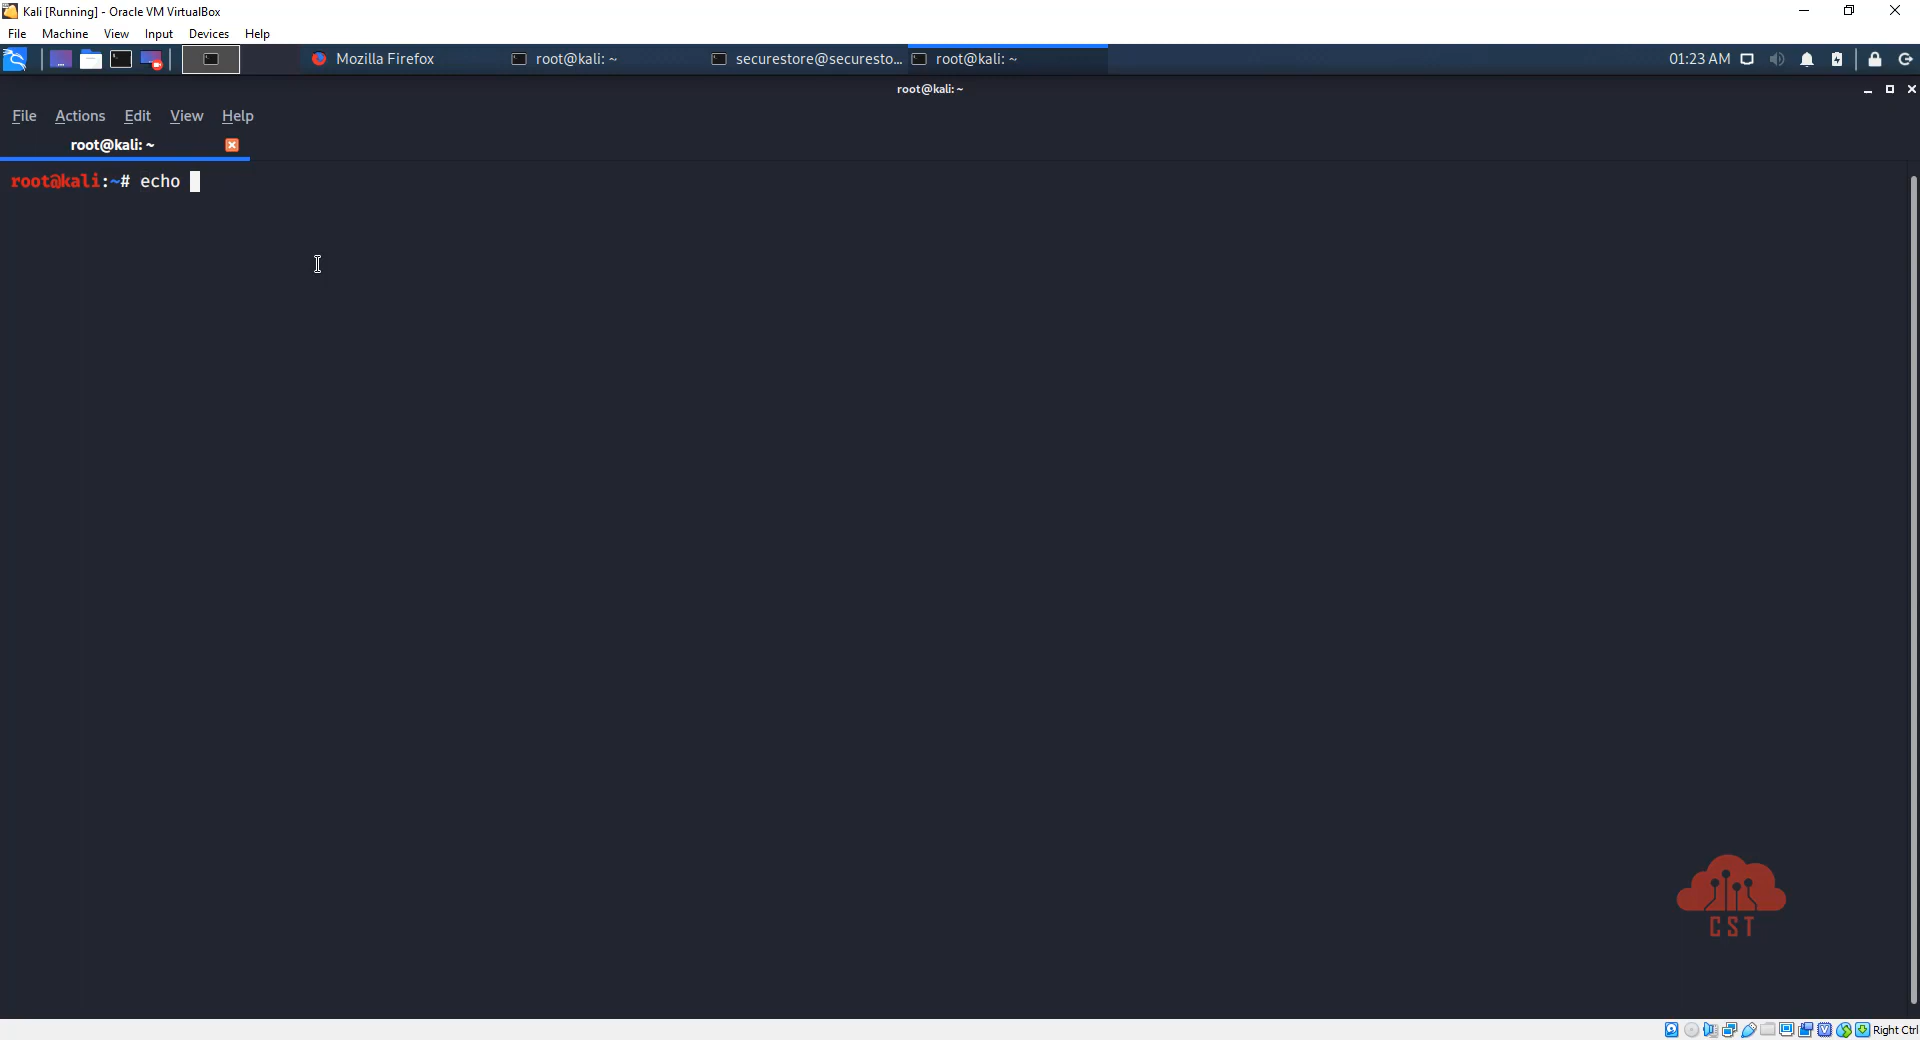 Kali [Running] - Oracle VM VirtualBox
File Machine View Input Devices Help
Mozilla Firefox root@kali: ~ securestore@securesto... root@kali: ~ 01:23 AM
root@kali: ~
File Actions Edit View Help
root@kali: ~
root@kali:~# echo
CST
Right Ctrl